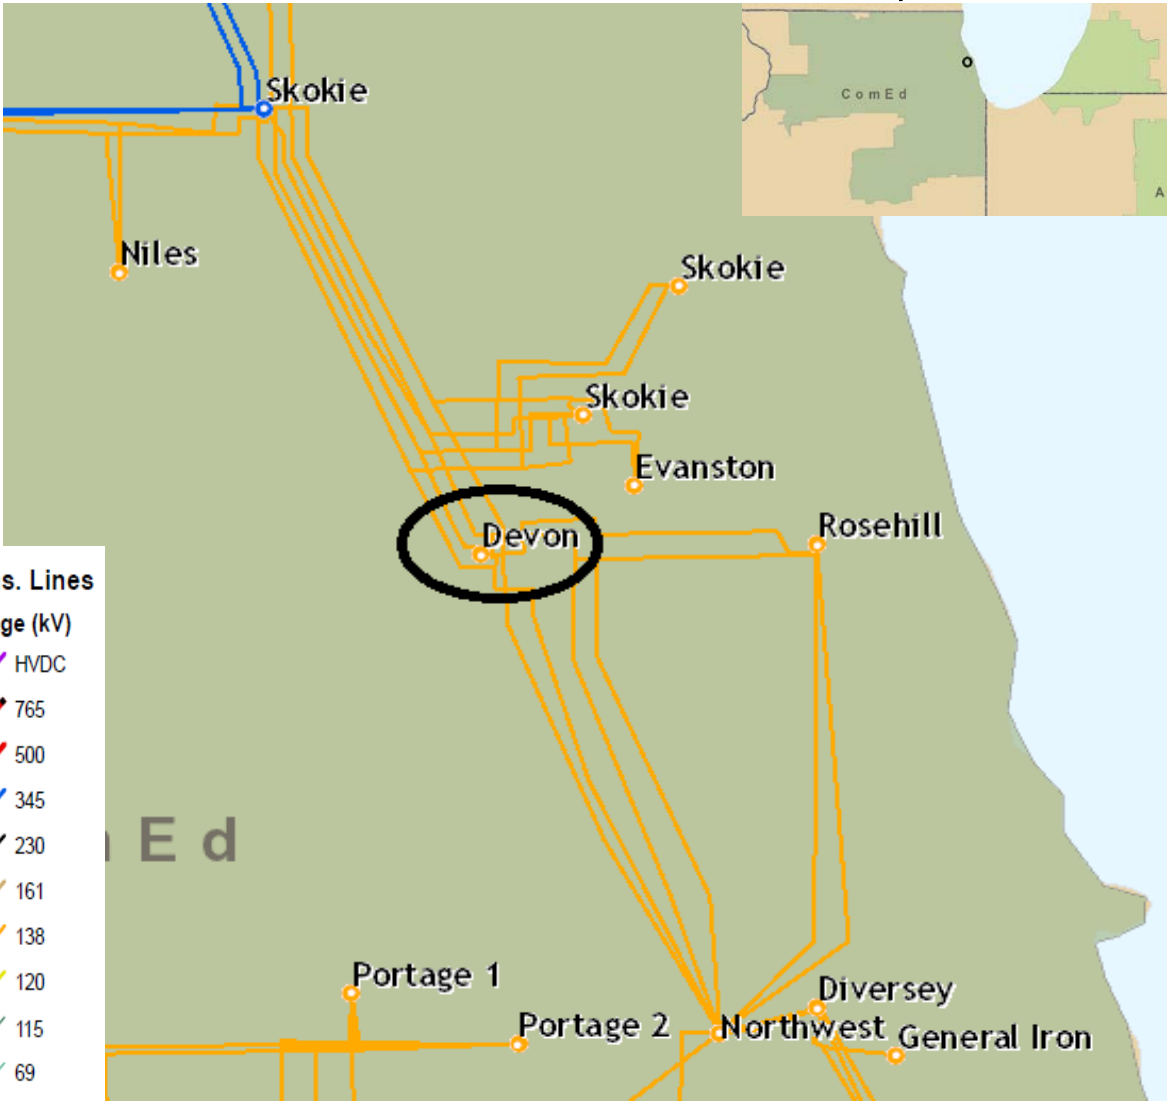 Skokie
ComEd
A
Niles
Skokie
Skokie
Evanston
Devon
Rosehill
s. Lines
ge (kV)
HVDC
765
500
345
230
161
138
120
115
69
E d
Portage 1
Portage 2
Diversey
Northwest
General Iron